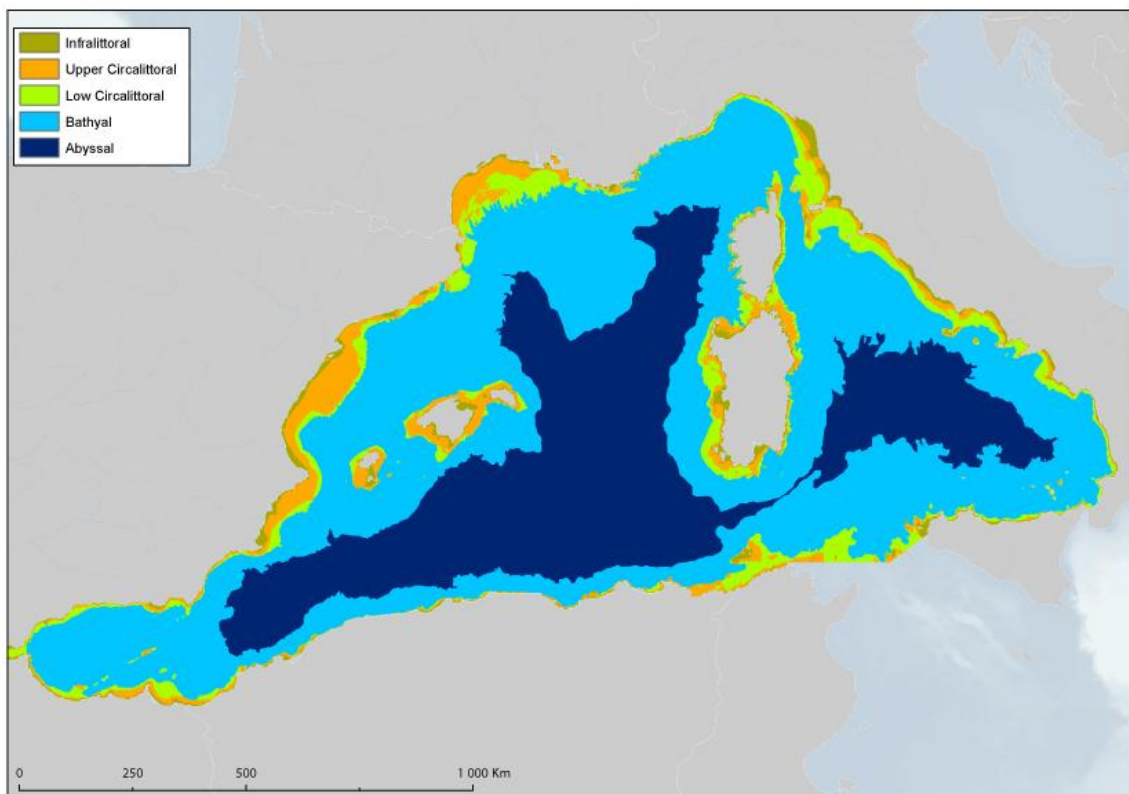 Infralittoral
Upper Circalittoral
Low Circalittoral
Bathyal
Abyssal
0 250 500 1 000 Km